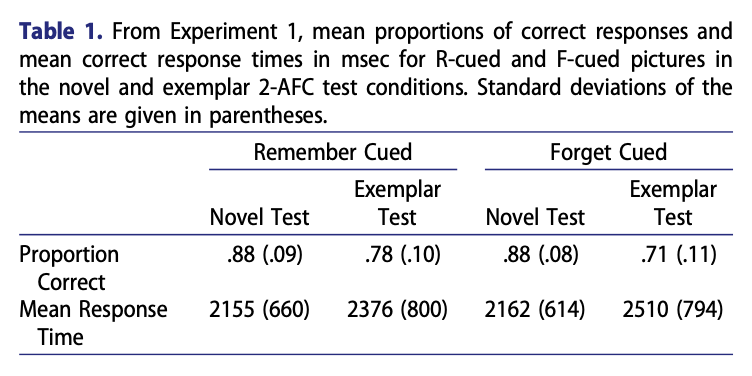 Table 1. From Experiment 1, mean proportions of correct responses and
mean correct response times in msec for R-cued and F-cued pictures in
the novel and exemplar 2-AFC test conditions. Standard deviations of the
means are given in parentheses.
Remember Cued Forget Cued
Novel Test Exemplar Test Novel Test Exemplar Test
Proportion Correct .88 (.09) .78 (.10) .88 (.08) .71 (.11)
Mean Response Time 2155 (660) 2376 (800) 2162 (614) 2510 (794)